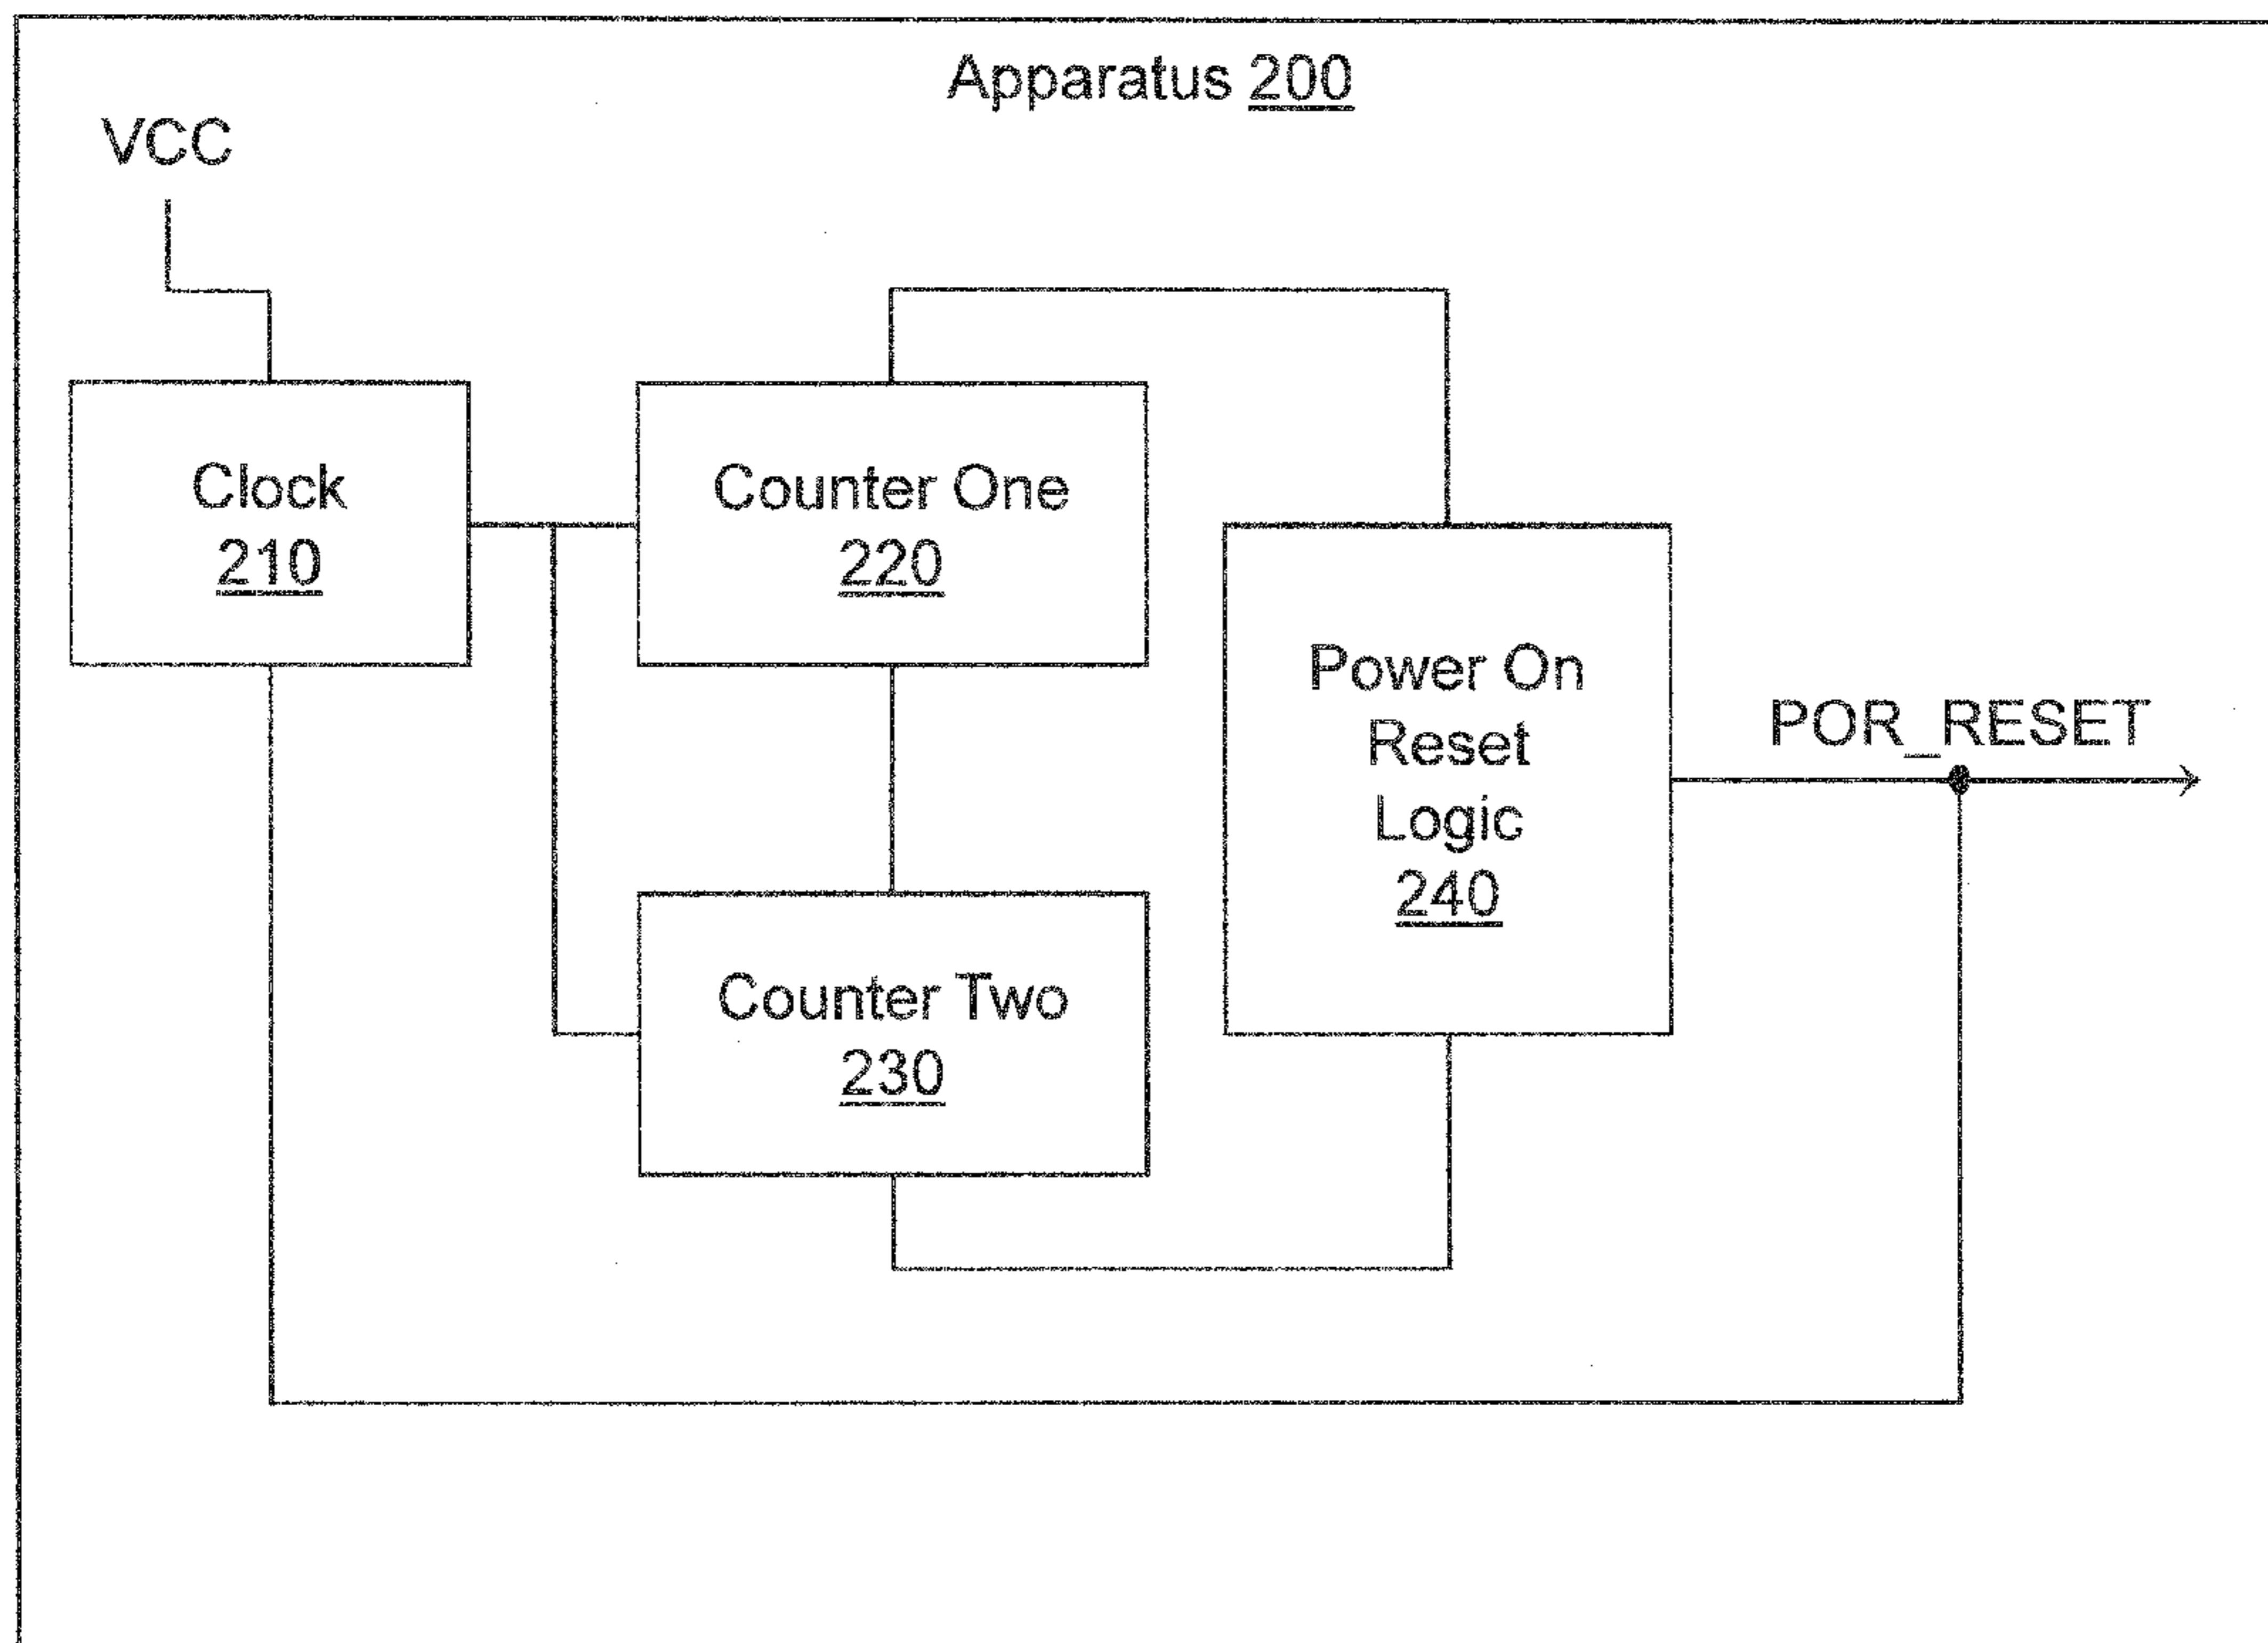 Apparatus 200
VCC
Clock
210
Counter One
220
Power On
Reset
Logic
240
POR_RESET
Counter Two
230